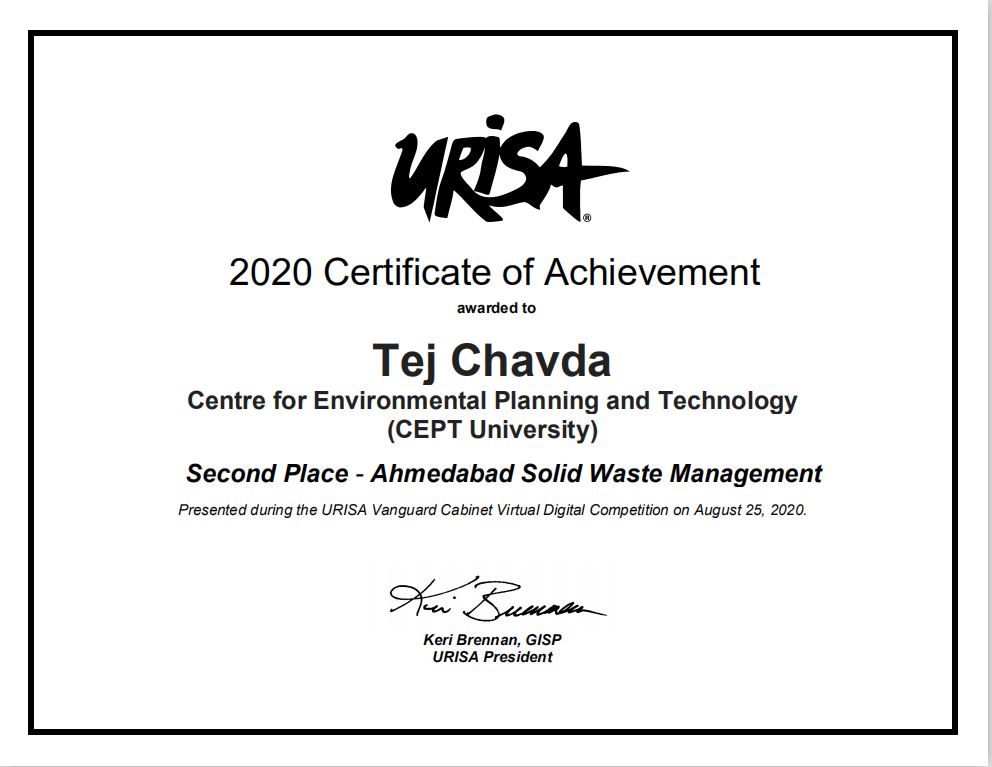 URISA®
2020 Certificate of Achievement
awarded to
Tej Chavda
Centre for Environmental Planning and Technology
(CEPT University)
Second Place - Ahmedabad Solid Waste Management
Presented during the URISA Vanguard Cabinet Virtual Digital Competition on August 25, 2020.
Keri Brennan
Keri Brennan, GISP
URISA President